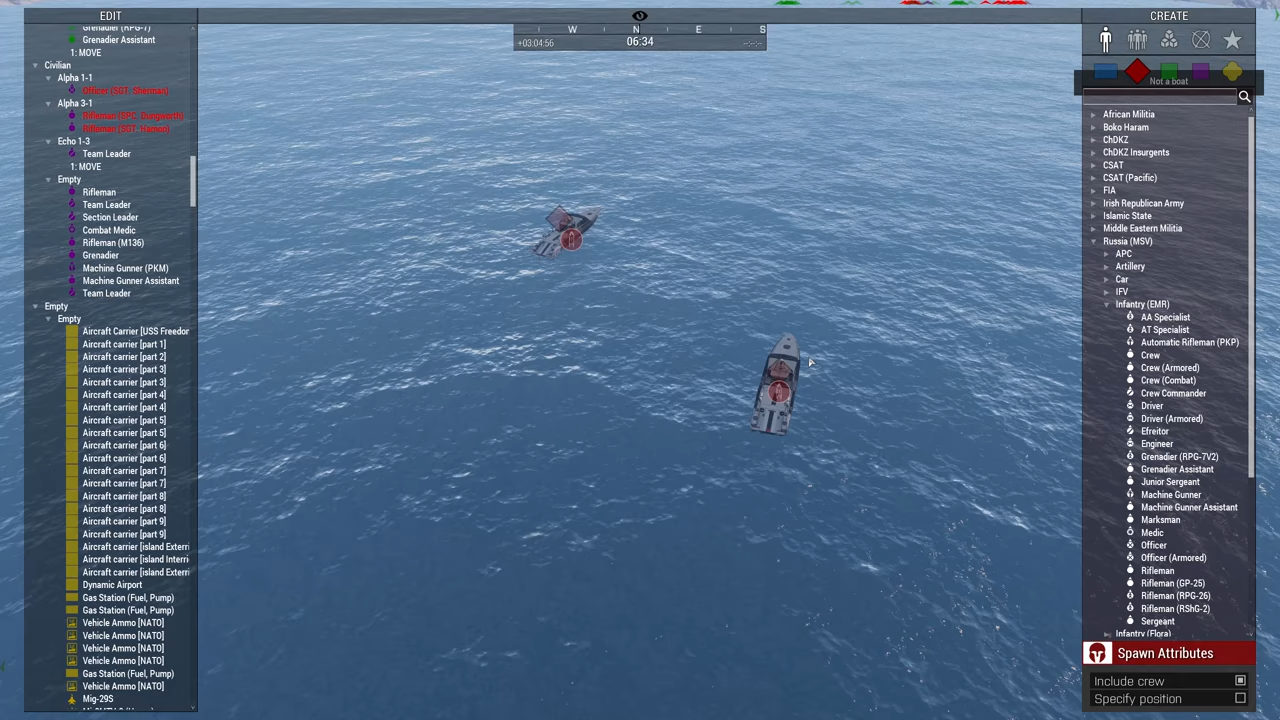 EDIT
Grenadier (RPG-7)
Grenadier Assistant
1: MOVE
Civilian
Alpha 1-1
Officer (SGT. Sherman)
Alpha 3-1
Rifleman (SPC. Dungworth)
Rifleman (SGT. Hamon)
Echo 1-3
Team Leader
1: MOVE
Empty
Rifleman
Team Leader
Section Leader
Combat Medic
Rifleman (M136)
Grenadier
Machine Gunner (PKM)
Machine Gunner Assistant
Team Leader
Empty
Empty
Aircraft Carrier [USS Freedor
Aircraft carrier [part 1]
Aircraft carrier [part 2]
Aircraft carrier [part 3]
Aircraft carrier [part 3]
Aircraft carrier [part 4]
Aircraft carrier [part 4]
Aircraft carrier [part 5]
Aircraft carrier [part 5]
Aircraft carrier [part 6]
Aircraft carrier [part 6]
Aircraft carrier [part 7]
Aircraft carrier [part 7]
Aircraft carrier [part 8]
Aircraft carrier [part 8]
Aircraft carrier [part 9]
Aircraft carrier [part 9]
Aircraft carrier [island Exterri
Aircraft carrier [island Interri
Aircraft carrier [island Exterri
Dynamic Airport
Gas Station (Fuel, Pump)
Gas Station (Fuel, Pump)
Vehicle Ammo [NATO]
Vehicle Ammo [NATO]
Vehicle Ammo [NATO]
Vehicle Ammo [NATO]
Gas Station (Fuel, Pump)
Vehicle Ammo [NATO]
Mig-29S
W N E S
+03:04:56 06:34 --:--
CREATE
Not a boat
African Militia
Boko Haram
ChDKZ
ChDKZ Insurgents
CSAT
CSAT (Pacific)
FIA
Irish Republican Army
Islamic State
Middle Eastern Militia
Russia (MSV)
APC
Artillery
Car
IFV
Infantry (EMR)
AA Specialist
AT Specialist
Automatic Rifleman (PKP)
Crew
Crew (Armored)
Crew (Combat)
Crew Commander
Driver
Driver (Armored)
Efreitor
Engineer
Grenadier (RPG-7V2)
Grenadier Assistant
Junior Sergeant
Machine Gunner
Machine Gunner Assistant
Marksman
Medic
Officer
Officer (Armored)
Rifleman
Rifleman (GP-25)
Rifleman (RPG-26)
Rifleman (RShG-2)
Sergeant
Infantry (Flora)
Spawn Attributes
Include crew
Specify position